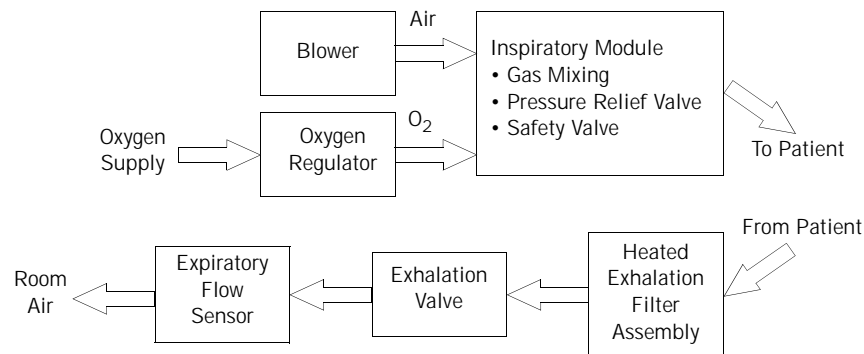 Air
Blower
Inspiratory Module
• Gas Mixing
• Pressure Relief Valve
• Safety Valve
O2
Oxygen
Supply
Oxygen
Regulator
To Patient
From Patient
Heated
Exhalation
Filter
Assembly
Exhalation
Valve
Expiratory
Flow
Sensor
Room
Air